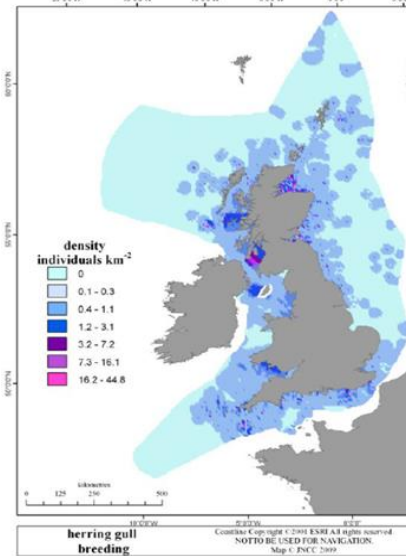 density
individuals km⁻²
0
0.1 - 0.3
0.4 - 1.1
1.2 - 3.1
3.2 - 7.2
7.3 - 16.1
16.2 - 44.8
kilometres
0 125 250 500
herring gull
breeding
Coastline Copyright © 2001 ESRI All rights reserved
NOT TO BE USED FOR NAVIGATION.
Map © JNCC 2009